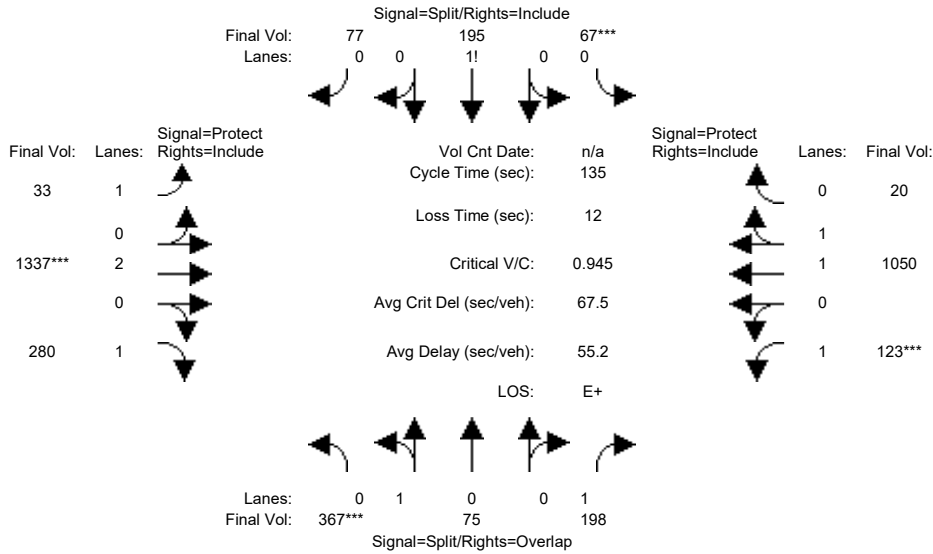 Signal=Split/Rights=Include
Final Vol: 77 195 67***
Lanes: 0 0 1! 0 0
Signal=Protect Signal=Protect
Final Vol: Lanes: Rights=Include Vol Cnt Date: n/a Rights=Include Lanes: Final Vol:
Cycle Time (sec): 135
33 1 0 20
Loss Time (sec): 12
0 1
1337*** 2 Critical V/C: 0.945 1 1050
0 Avg Crit Del (sec/veh): 67.5 0
280 1 Avg Delay (sec/veh): 55.2 1 123***
LOS: E+
Lanes: 0 1 0 0 1
Final Vol: 367*** 75 198
Signal=Split/Rights=Overlap